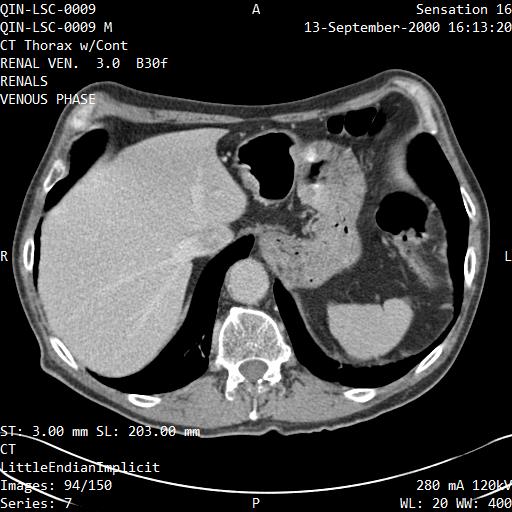 QIN-LSC-0009
A
Sensation 16
QIN-LSC-0009 M
13-September-2000 16:13:20
CT Thorax w/Cont
RENAL VEN. 3.0 B30f
RENALS
VENOUS PHASE
R
L
ST: 3.00 mm SL: 203.00 mm
CT
LittleEndianImplicit
Images: 94/150
280 mA 120kV
Series: 7
P
WL: 20 WW: 400